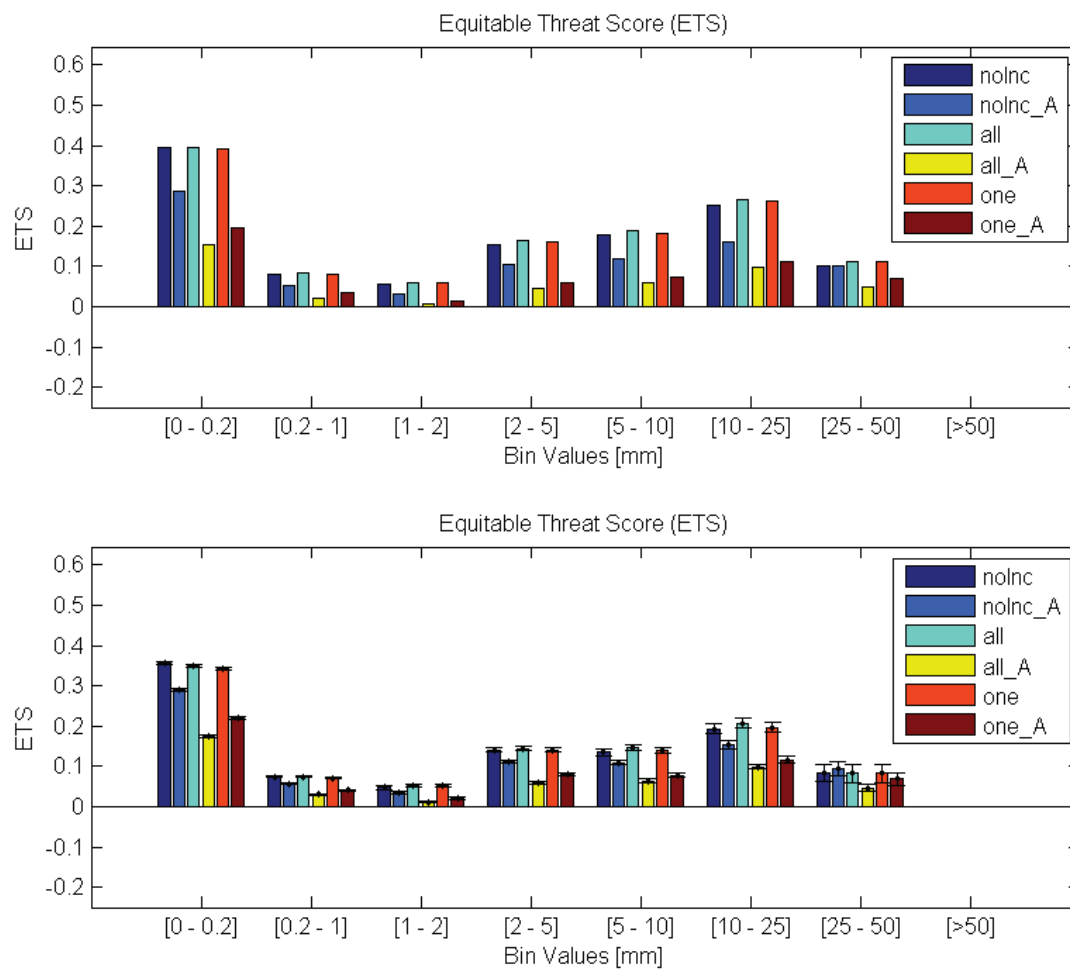 Equitable Threat Score (ETS)
0.6
0.5
0.4
0.3
0.2
0.1
0
-0.1
-0.2
ETS
noInc
noInc_A
all
all_A
one
one_A
[0 - 0.2] [0.2 - 1] [1 - 2] [2 - 5] [5 - 10] [10 - 25] [25 - 50] [>50]
Bin Values [mm]
Equitable Threat Score (ETS)
0.6
0.5
0.4
0.3
0.2
0.1
0
-0.1
-0.2
ETS
noInc
noInc_A
all
all_A
one
one_A
[0 - 0.2] [0.2 - 1] [1 - 2] [2 - 5] [5 - 10] [10 - 25] [25 - 50] [>50]
Bin Values [mm]